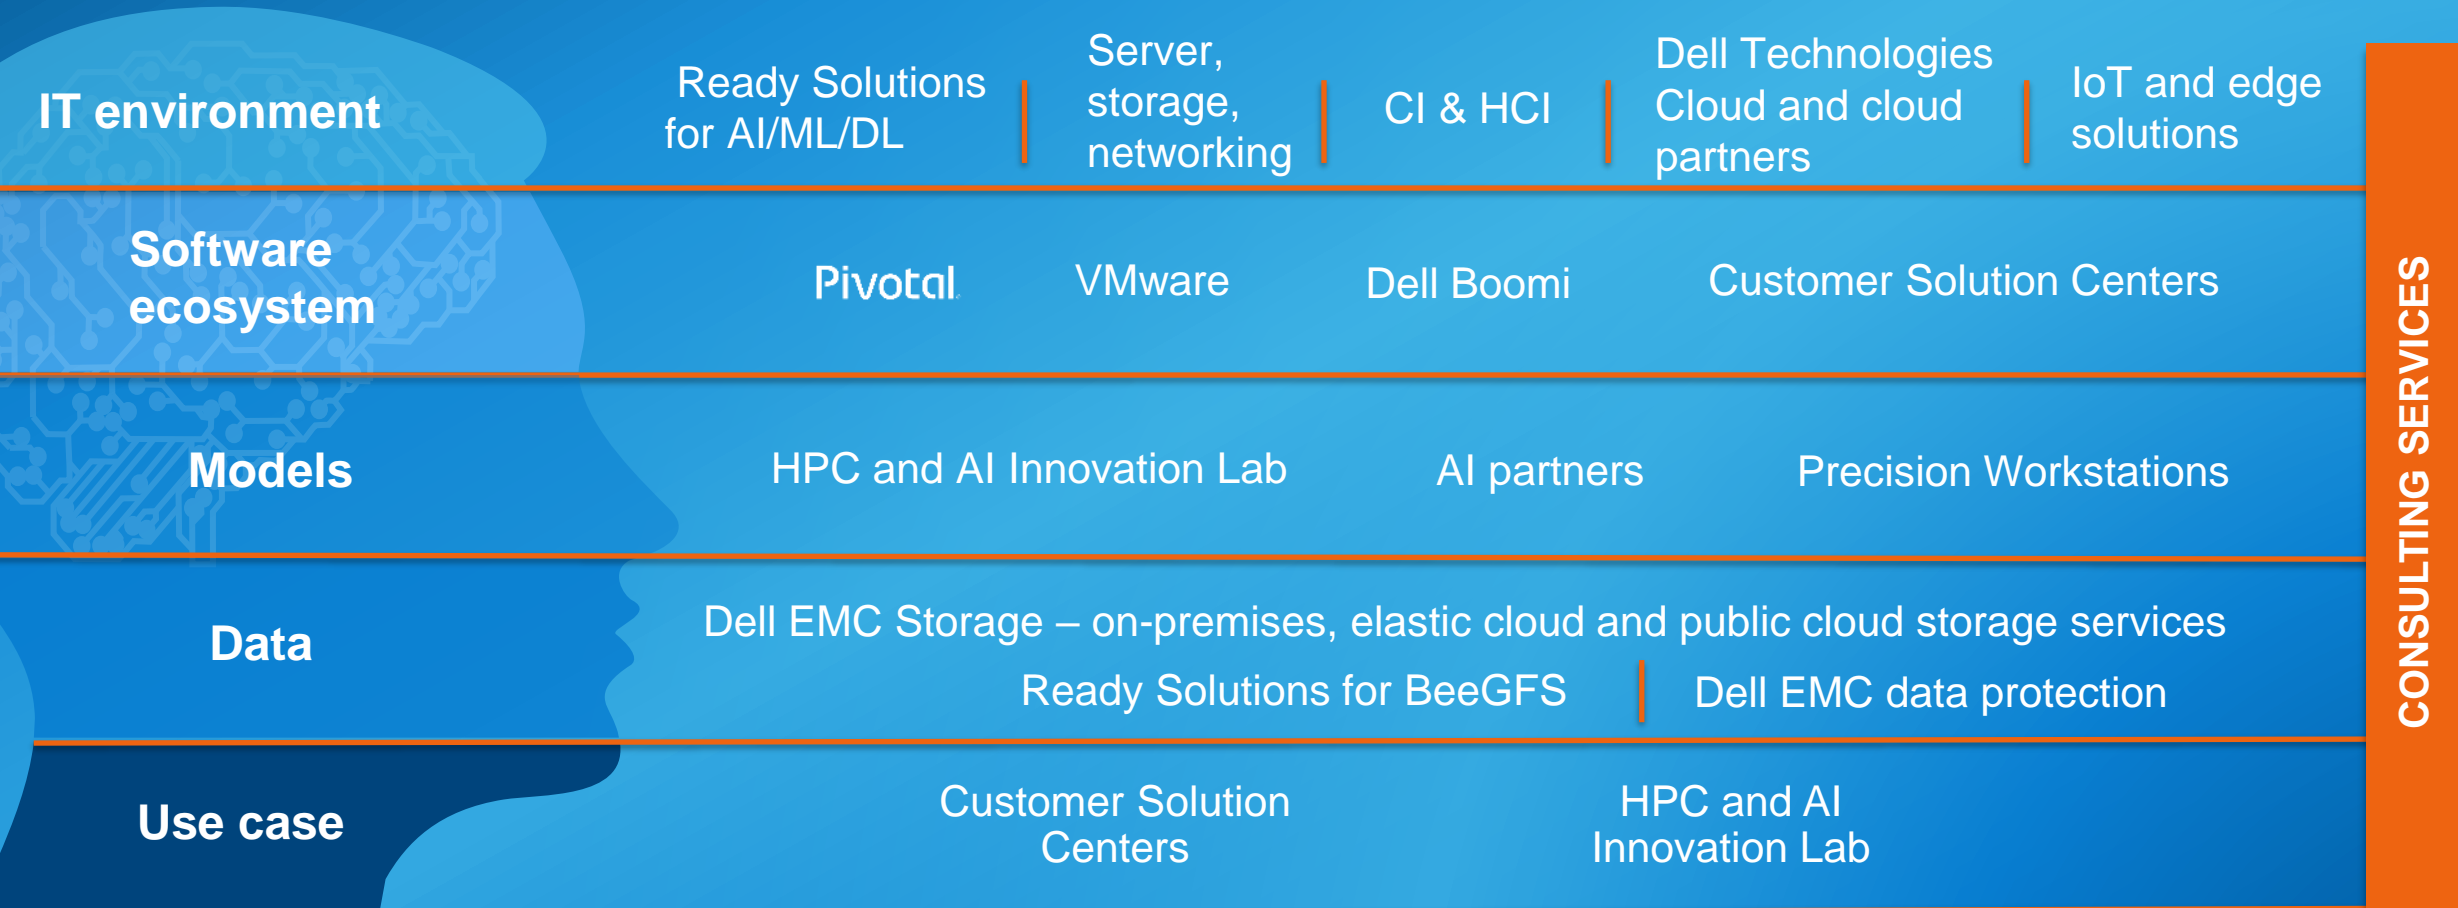 IT environment
Ready Solutions
for AI/ML/DL
Server,
storage,
networking
CI & HCI
Dell Technologies
Cloud and cloud
partners
IoT and edge
solutions
Software
ecosystem
Pivotal
VMware
Dell Boomi
Customer Solution Centers
Models
HPC and AI Innovation Lab
AI partners
Precision Workstations
Data
Dell EMC Storage – on-premises, elastic cloud and public cloud storage services
Ready Solutions for BeeGFS
Dell EMC data protection
Use case
Customer Solution
Centers
HPC and AI
Innovation Lab
CONSULTING SERVICES